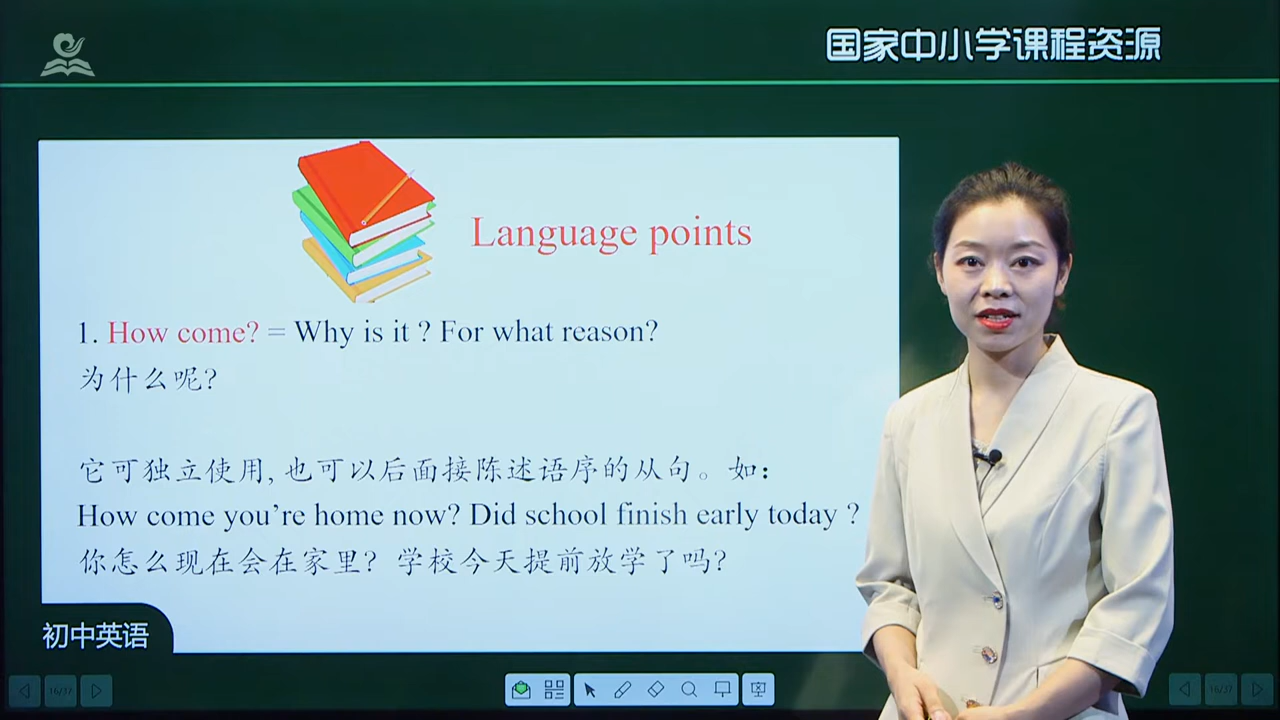 国家中小学课程资源
Language points
1. How come? = Why is it ? For what reason?
为什么呢?
它可独立使用, 也可以后面接陈述语序的从句。如:
How come you're home now? Did school finish early today ?
你怎么现在会在家里? 学校今天提前放学了吗?
初中英语
16/37
16/37